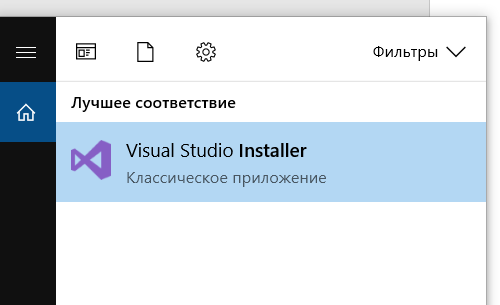 Фильтры
Лучшее соответствие
Visual Studio Installer
Классическое приложение